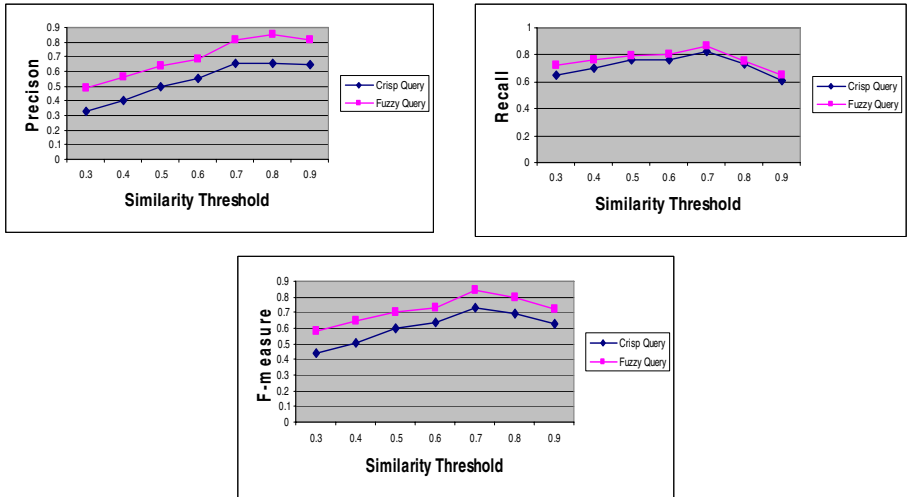 0.9
0.8
0.7
0.6
0.5
0.4
0.3
0.2
0.1
0
Precison
0.3 0.4 0.5 0.6 0.7 0.8 0.9
Similarity Threshold
Crisp Query
Fuzzy Query
1
0.8
0.6
0.4
0.2
0
Recall
0.3 0.4 0.5 0.6 0.7 0.8 0.9
Similarity Threshold
Crisp Query
Fuzzy Query
0.9
0.8
0.7
0.6
0.5
0.4
0.3
0.2
0.1
0
F-measure
0.3 0.4 0.5 0.6 0.7 0.8 0.9
Similarity Threshold
Crisp Query
Fuzzy Query